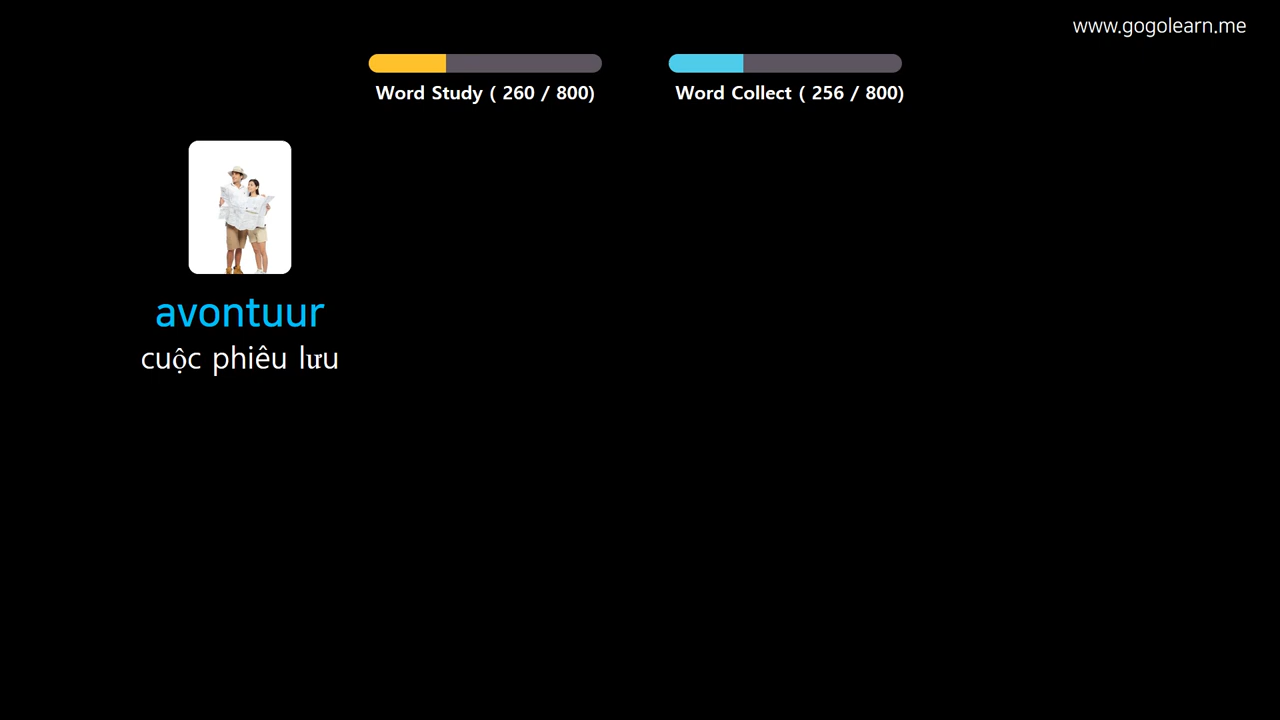 www.gogolearn.me
Word Study ( 260 / 800)
Word Collect ( 256 / 800)
avontuur
cuộc phiêu lưu